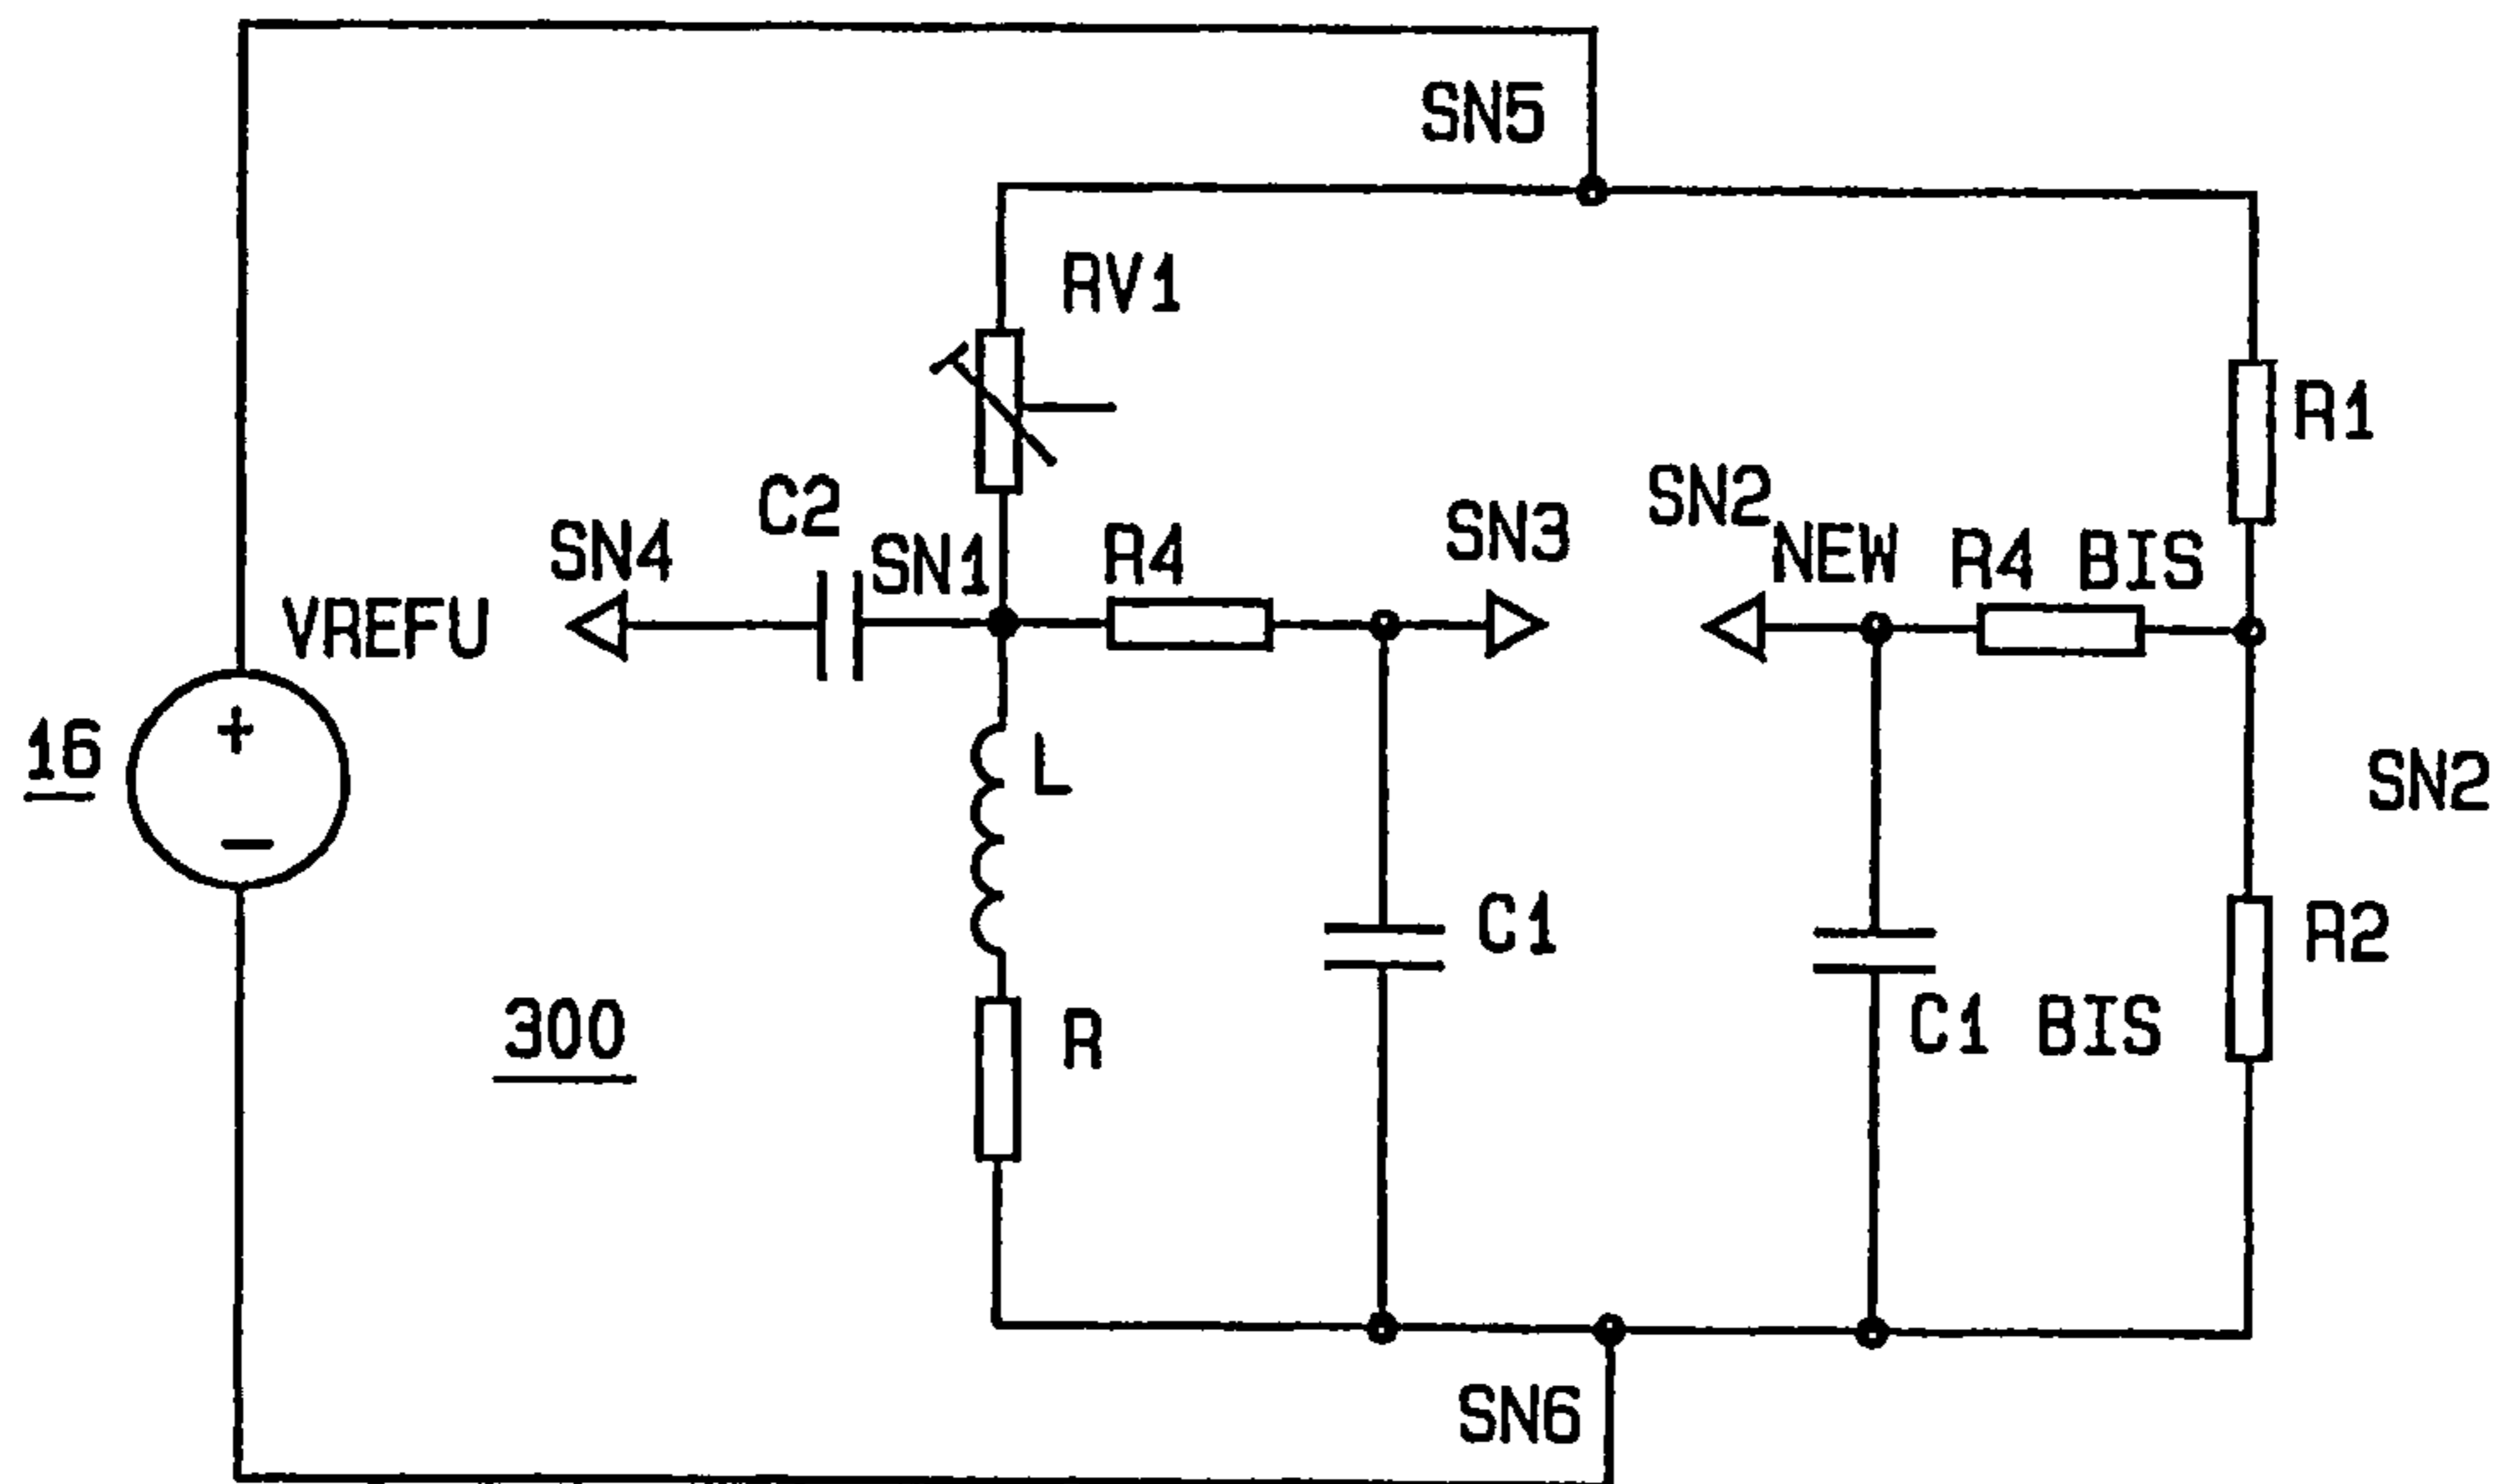 SN5
RV1
R1
C2
SN2
SN3
SN4
SN1
R4
NEW
R4 BIS
VREFU
+
16
L
SN2
−
C1
R2
300
R
C1 BIS
SN6